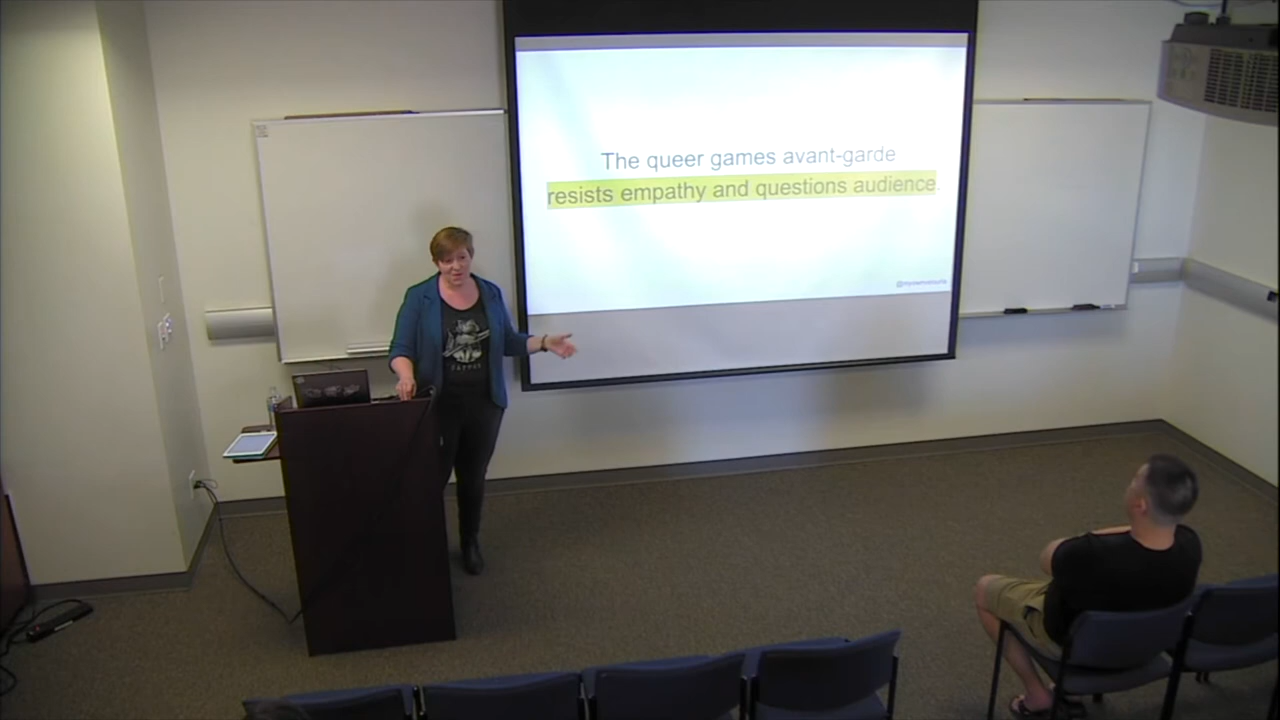 The queer games avant-garde
resists empathy and questions audience.